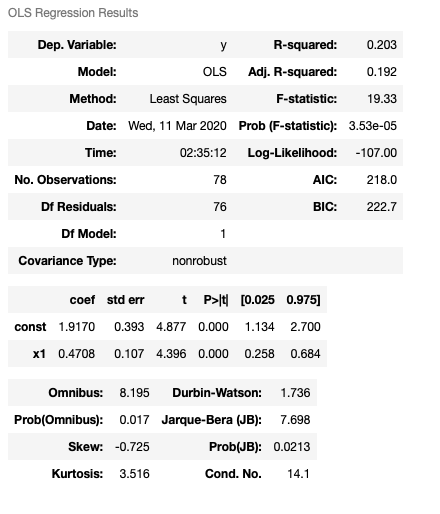 OLS Regression Results
Dep. Variable: y R-squared: 0.203
Model: OLS Adj. R-squared: 0.192
Method: Least Squares F-statistic: 19.33
Date: Wed, 11 Mar 2020 Prob (F-statistic): 3.53e-05
Time: 02:35:12 Log-Likelihood: -107.00
No. Observations: 78 AIC: 218.0
Df Residuals: 76 BIC: 222.7
Df Model: 1
Covariance Type: nonrobust
coef std err t P>|t| [0.025 0.975]
const 1.9170 0.393 4.877 0.000 1.134 2.700
x1 0.4708 0.107 4.396 0.000 0.258 0.684
Omnibus: 8.195 Durbin-Watson: 1.736
Prob(Omnibus): 0.017 Jarque-Bera (JB): 7.698
Skew: -0.725 Prob(JB): 0.0213
Kurtosis: 3.516 Cond. No. 14.1